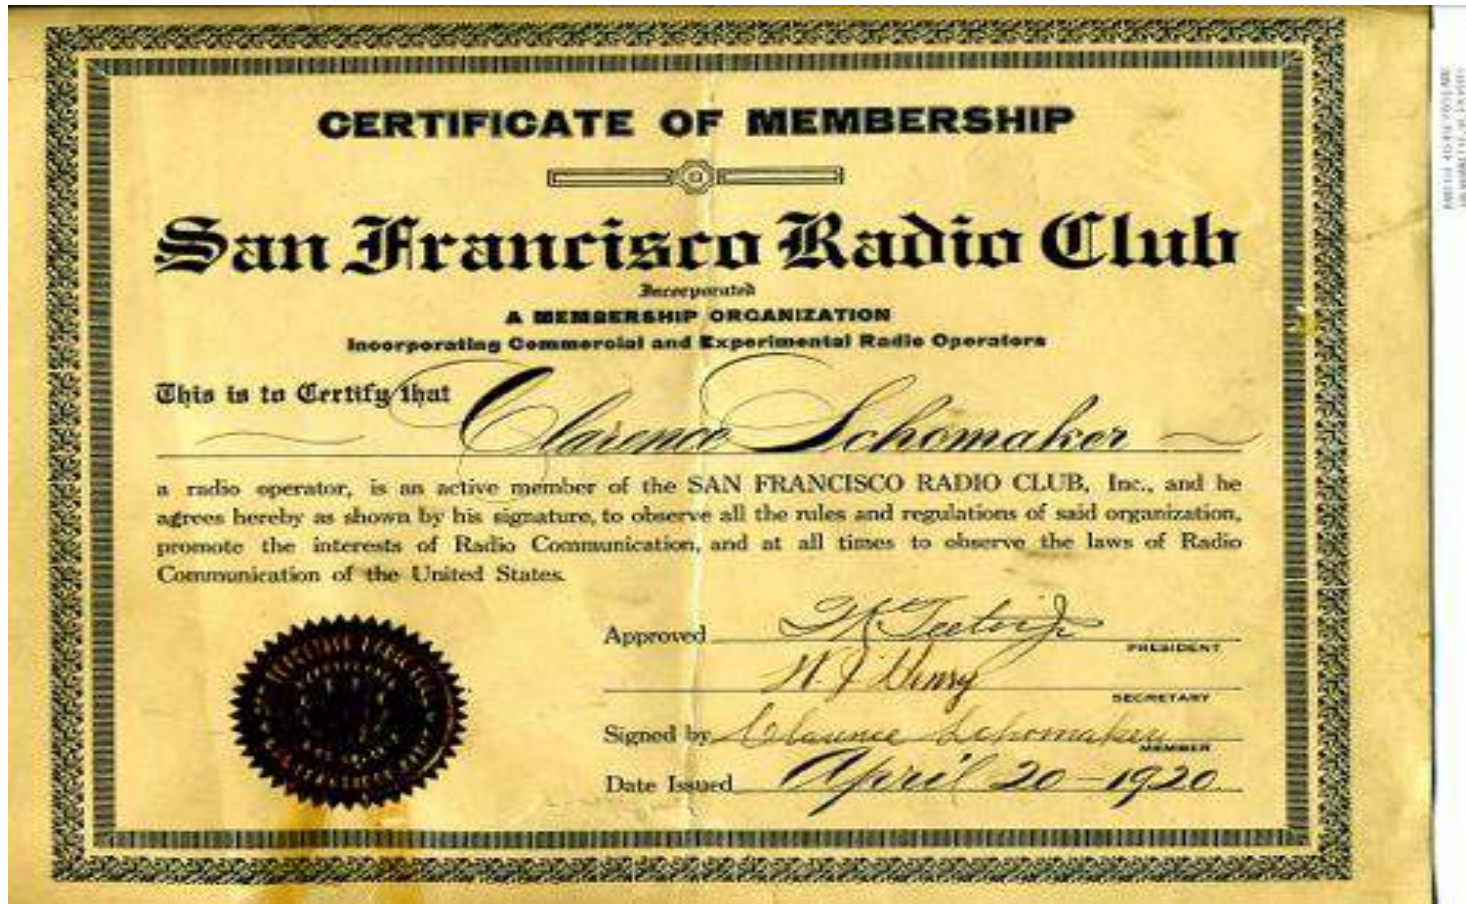 CERTIFICATE OF MEMBERSHIP
San Francisco Radio Club
Incorporated
A MEMBERSHIP ORGANIZATION
Incorporating Commercial and Experimental Radio Operators
This is to Certify that Clarence Schomaker
a radio operator, is an active member of the SAN FRANCISCO RADIO CLUB, Inc., and he
agrees hereby as shown by his signature, to observe all the rules and regulations of said organization,
promote the interests of Radio Communication, and at all times to observe the laws of Radio
Communication of the United States.
Approved
PRESIDENT
Henry
SECRETARY
Signed by Clarence Schomaker
MEMBER
Date Issued April 20-1920.